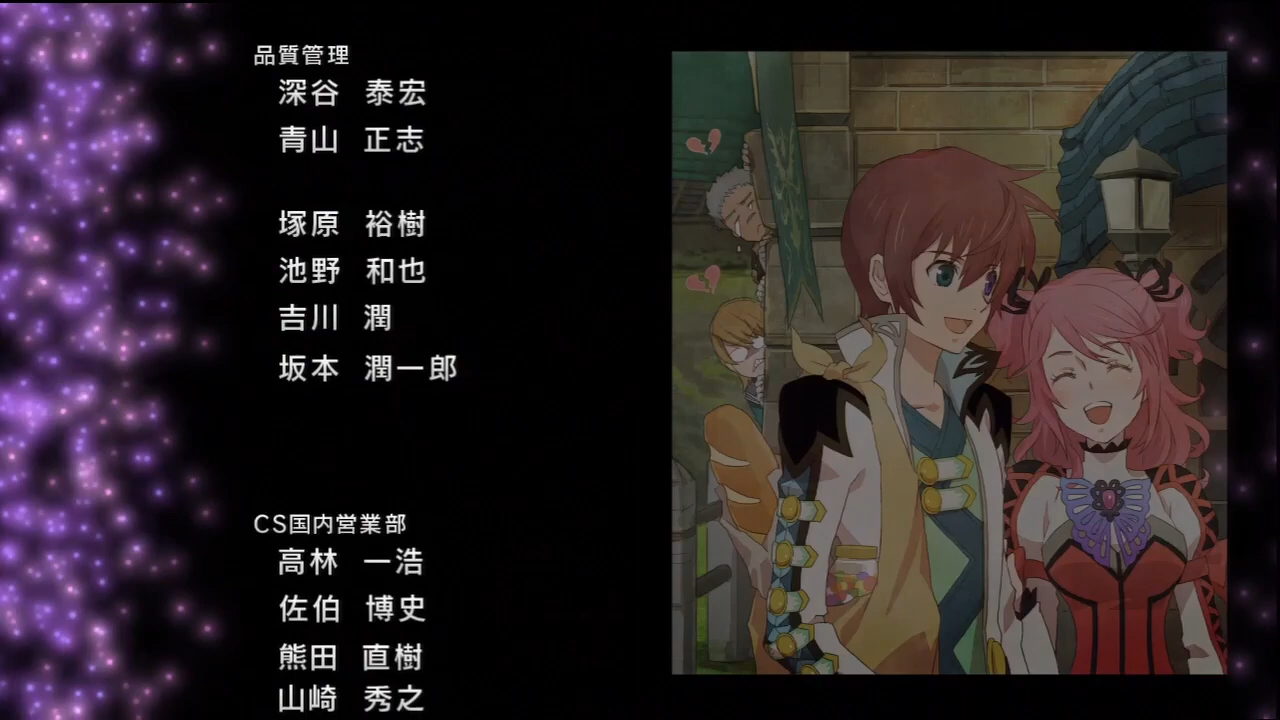 品質管理
深谷 泰宏
青山 正志
塚原 裕樹
池野 和也
吉川 潤
坂本 潤一郎
CS国内営業部
高林 一浩
佐伯 博史
熊田 直樹
山崎 秀之